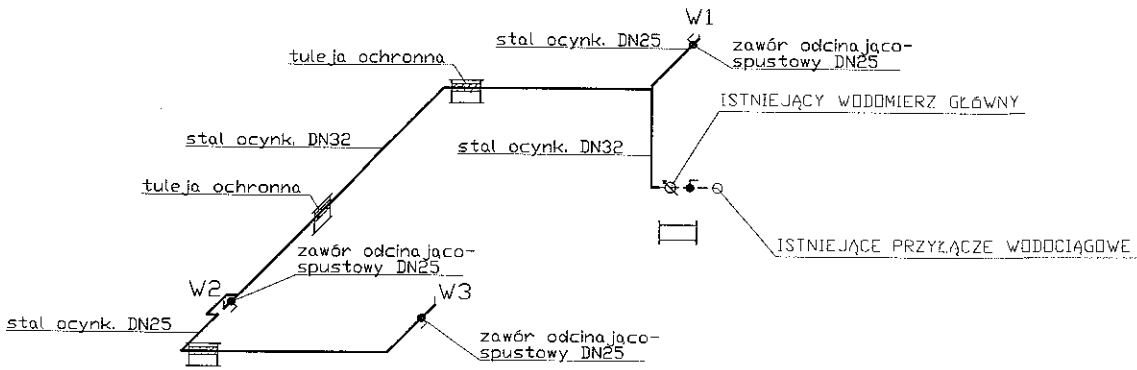 W1
stal ocynk. DN25
zawór odcinająco-
spustowy DN25
tuleja ochronna
ISTNIEJĄCY WODOMIERZ GŁÓWNY
stal ocynk. DN32
stal ocynk. DN32
tuleja ochronna
ISTNIEJĄCE PRZYŁĄCZE WODOCIĄGOWE
zawór odcinająco-
spustowy DN25
W2
W3
stal ocynk. DN25
zawór odcinająco-
spustowy DN25